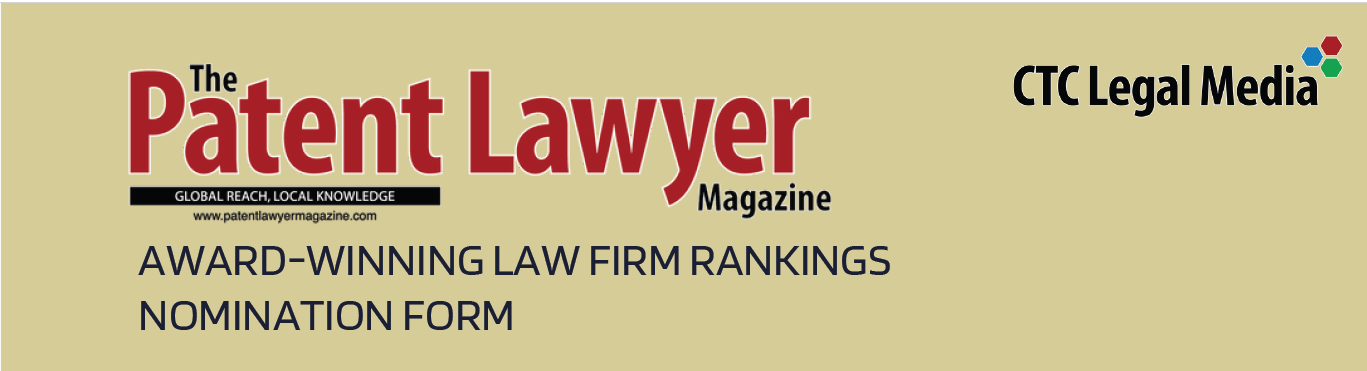 The
Patent Lawyer
Magazine
GLOBAL REACH, LOCAL KNOWLEDGE
www.patentlawyermagazine.com
CTC Legal Media
AWARD-WINNING LAW FIRM RANKINGS
NOMINATION FORM